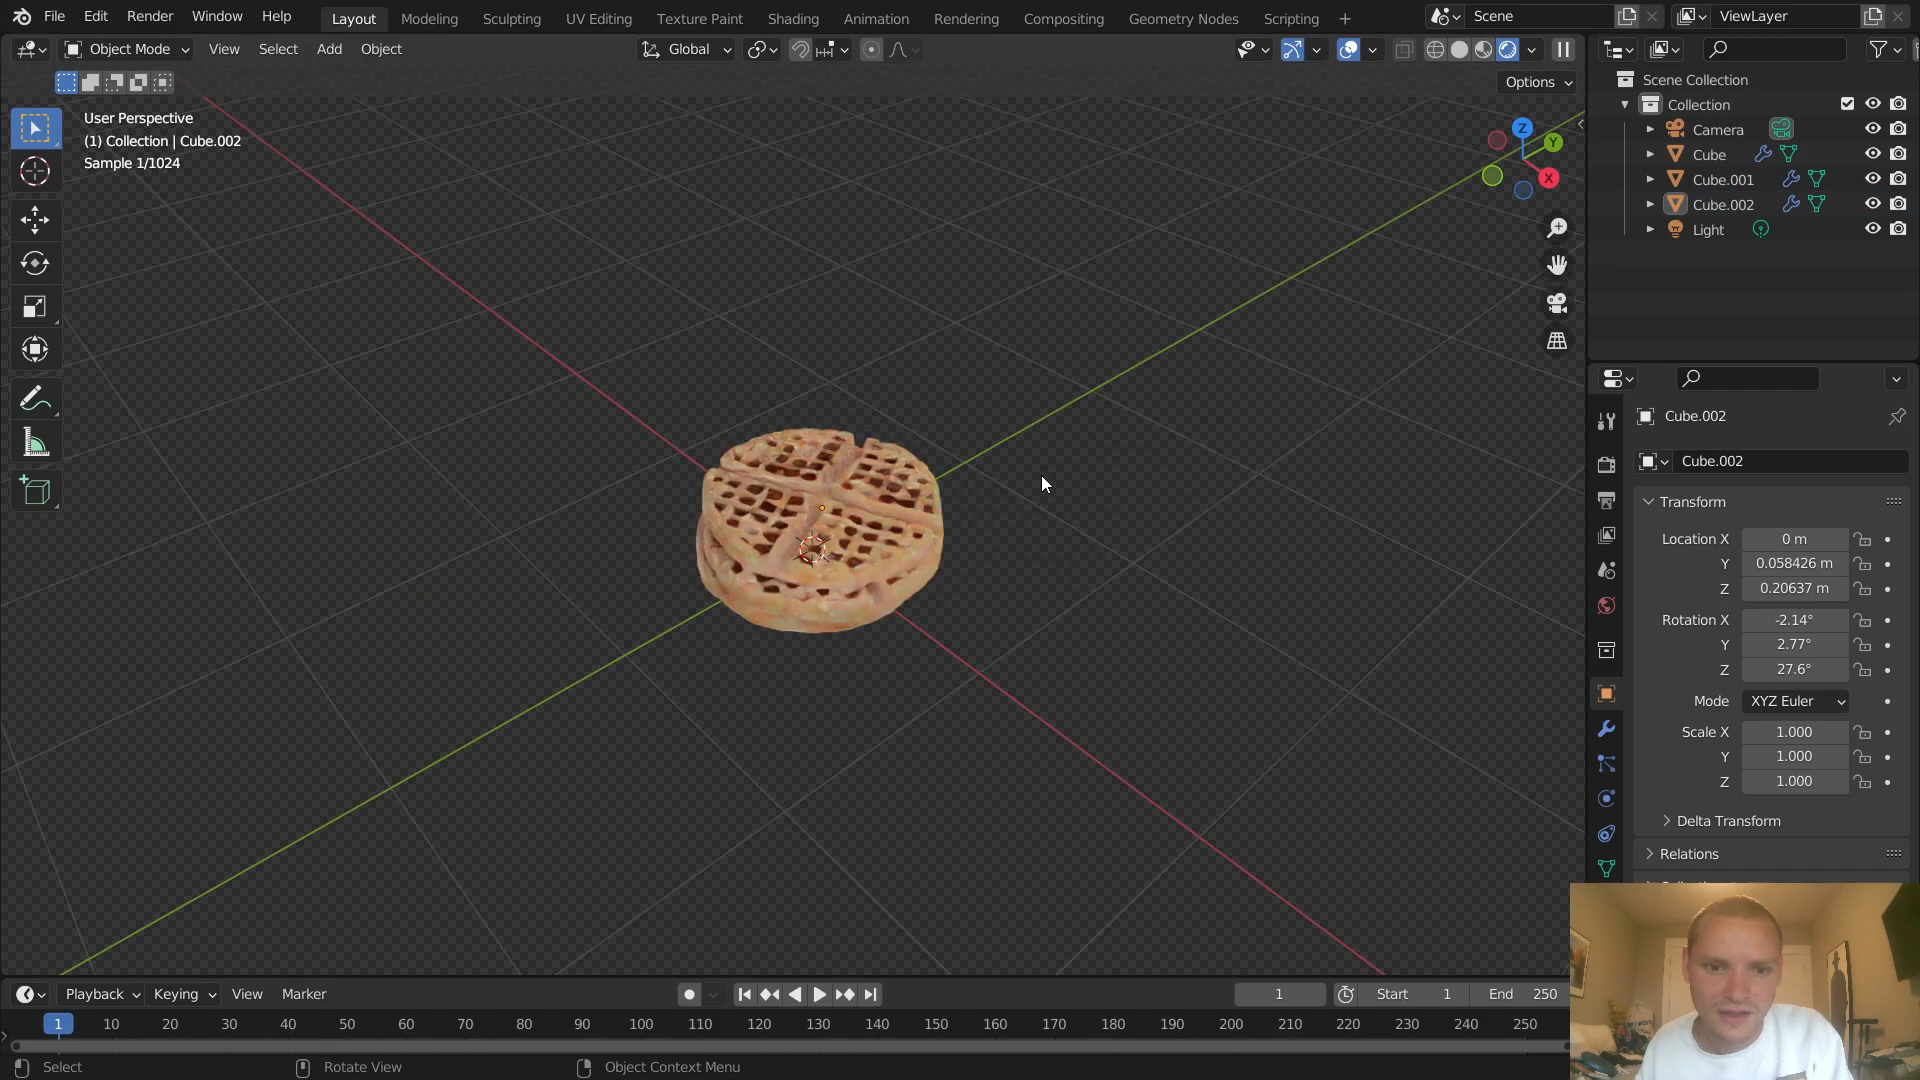 File Edit Render Window Help Layout Modeling Sculpting UV Editing Texture Paint Shading Animation Rendering Compositing Geometry Nodes Scripting + Scene ViewLayer
Object Mode View Select Add Object Global
Options
User Perspective
(1) Collection | Cube.002
Sample 1/1024
Z
Y
X
Scene Collection
Collection
Camera
Cube
Cube.001
Cube.002
Light
Cube.002
Cube.002
Transform
Location X 0 m
Y 0.058426 m
Z 0.20637 m
Rotation X -2.14°
Y 2.77°
Z 27.6°
Mode XYZ Euler
Scale X 1.000
Y 1.000
Z 1.000
Delta Transform
Relations
Playback Keying View Marker 1 Start 1 End 250
1 10 20 30 40 50 60 70 80 90 100 110 120 130 140 150 160 170 180 190 200 210 220 230 240 250
Select Rotate View Object Context Menu